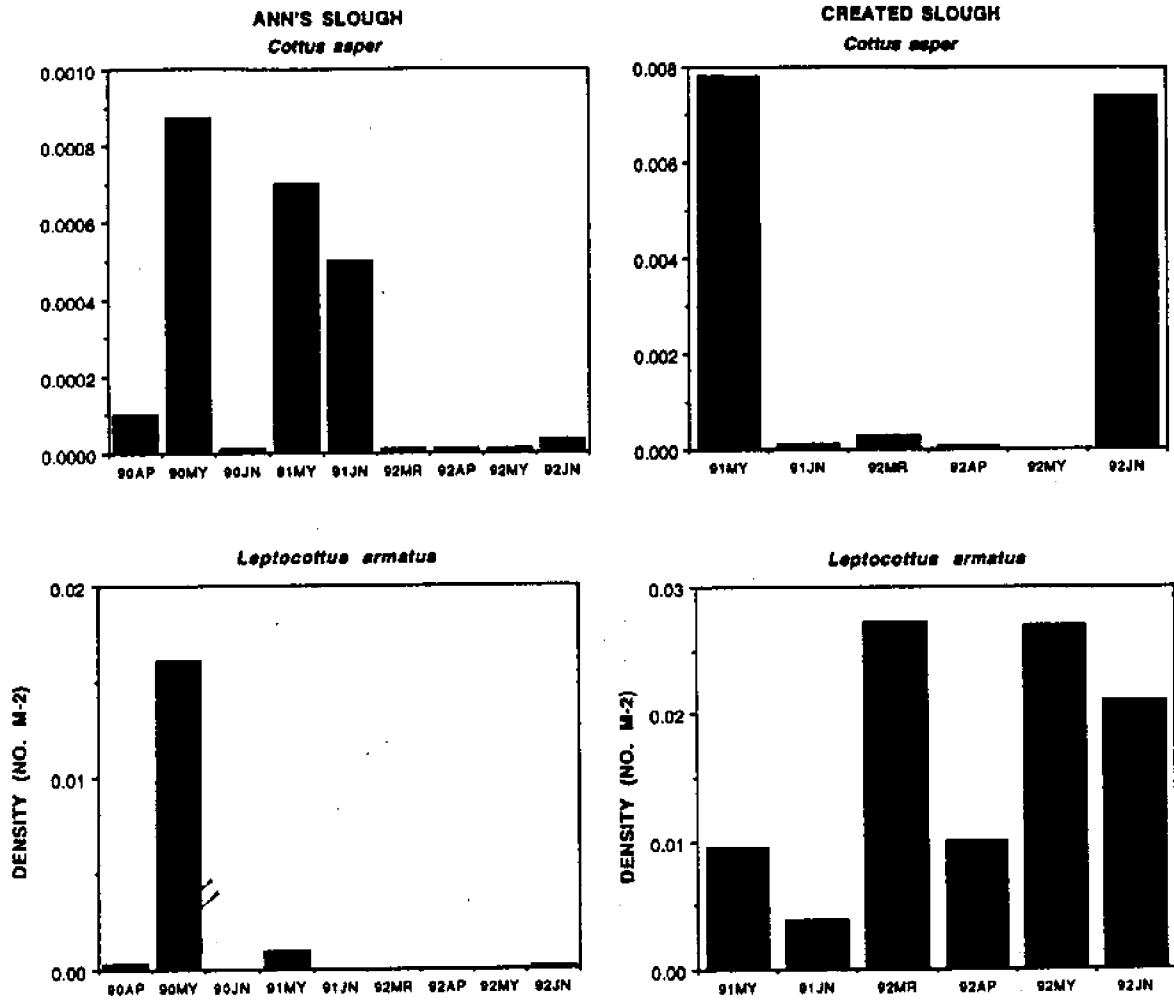 ANN'S SLOUGH
Cottus asper
0.0010
0.0008
0.0006
0.0004
0.0002
0.0000
90AP 90MY 90JN 91MY 91JN 92MR 92AP 92MY 92JN
CREATED SLOUGH
Cottus asper
0.008
0.006
0.004
0.002
0.000
91MY 91JN 92MR 92AP 92MY 92JN
Leptocottus armatus
DENSITY (NO. M-2)
0.02
0.01
0.00
90AP 90MY 90JN 91MY 91JN 92MR 92AP 92MY 92JN
Leptocottus armatus
DENSITY (NO. M-2)
0.03
0.02
0.01
0.00
91MY 91JN 92MR 92AP 92MY 92JN